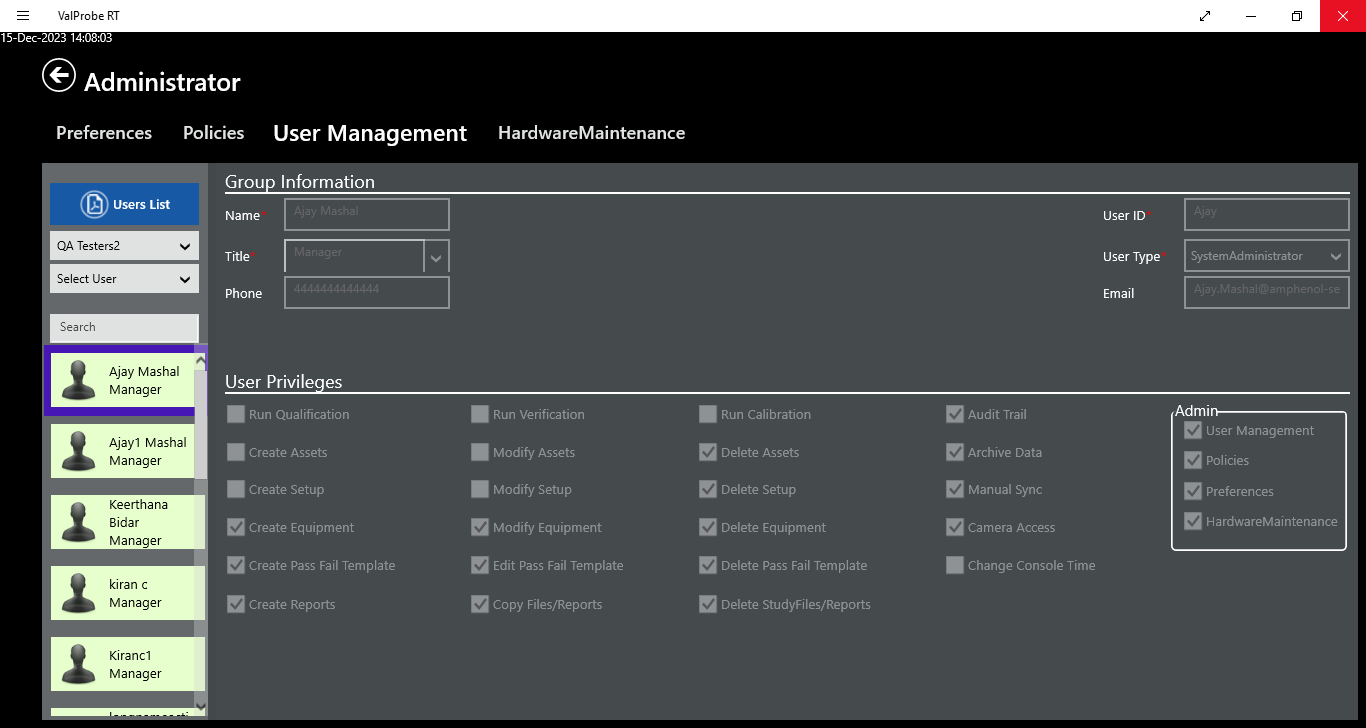 ValProbe RT
15-Dec-2023 14:08:03
Administrator
Preferences Policies User Management HardwareMaintenance
Users List
QA Testers2
Select User
Search
Ajay Mashal
Manager
Ajay1 Mashal
Manager
Keerthana
Bidar
Manager
kiran c
Manager
Kiranc1
Manager
Group Information
Name* Ajay Mashal User ID* Ajay
Title* Manager User Type* SystemAdministrator
Phone 4444444444444 Email Ajay.Mashal@amphenol-se
User Privileges
Run Qualification Run Verification Run Calibration Audit Trail
Create Assets Modify Assets Delete Assets Archive Data
Create Setup Modify Setup Delete Setup Manual Sync
Create Equipment Modify Equipment Delete Equipment Camera Access
Create Pass Fail Template Edit Pass Fail Template Delete Pass Fail Template Change Console Time
Create Reports Copy Files/Reports Delete StudyFiles/Reports
Admin
User Management
Policies
Preferences
HardwareMaintenance